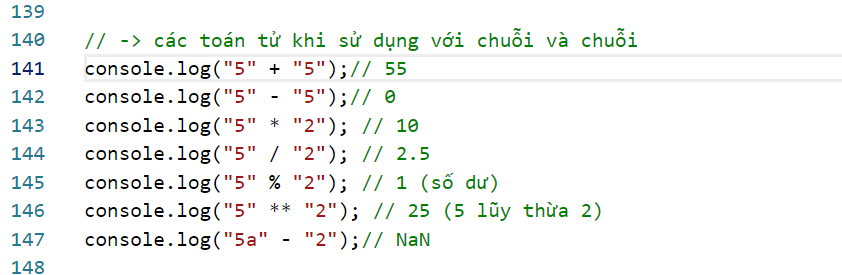 139
140 // -> các toán tử khi sử dụng với chuỗi và chuỗi
141 console.log("5" + "5");// 55
142 console.log("5" - "5");// 0
143 console.log("5" * "2"); // 10
144 console.log("5" / "2"); // 2.5
145 console.log("5" % "2"); // 1 (số dư)
146 console.log("5" ** "2"); // 25 (5 lũy thừa 2)
147 console.log("5a" - "2");// NaN
148